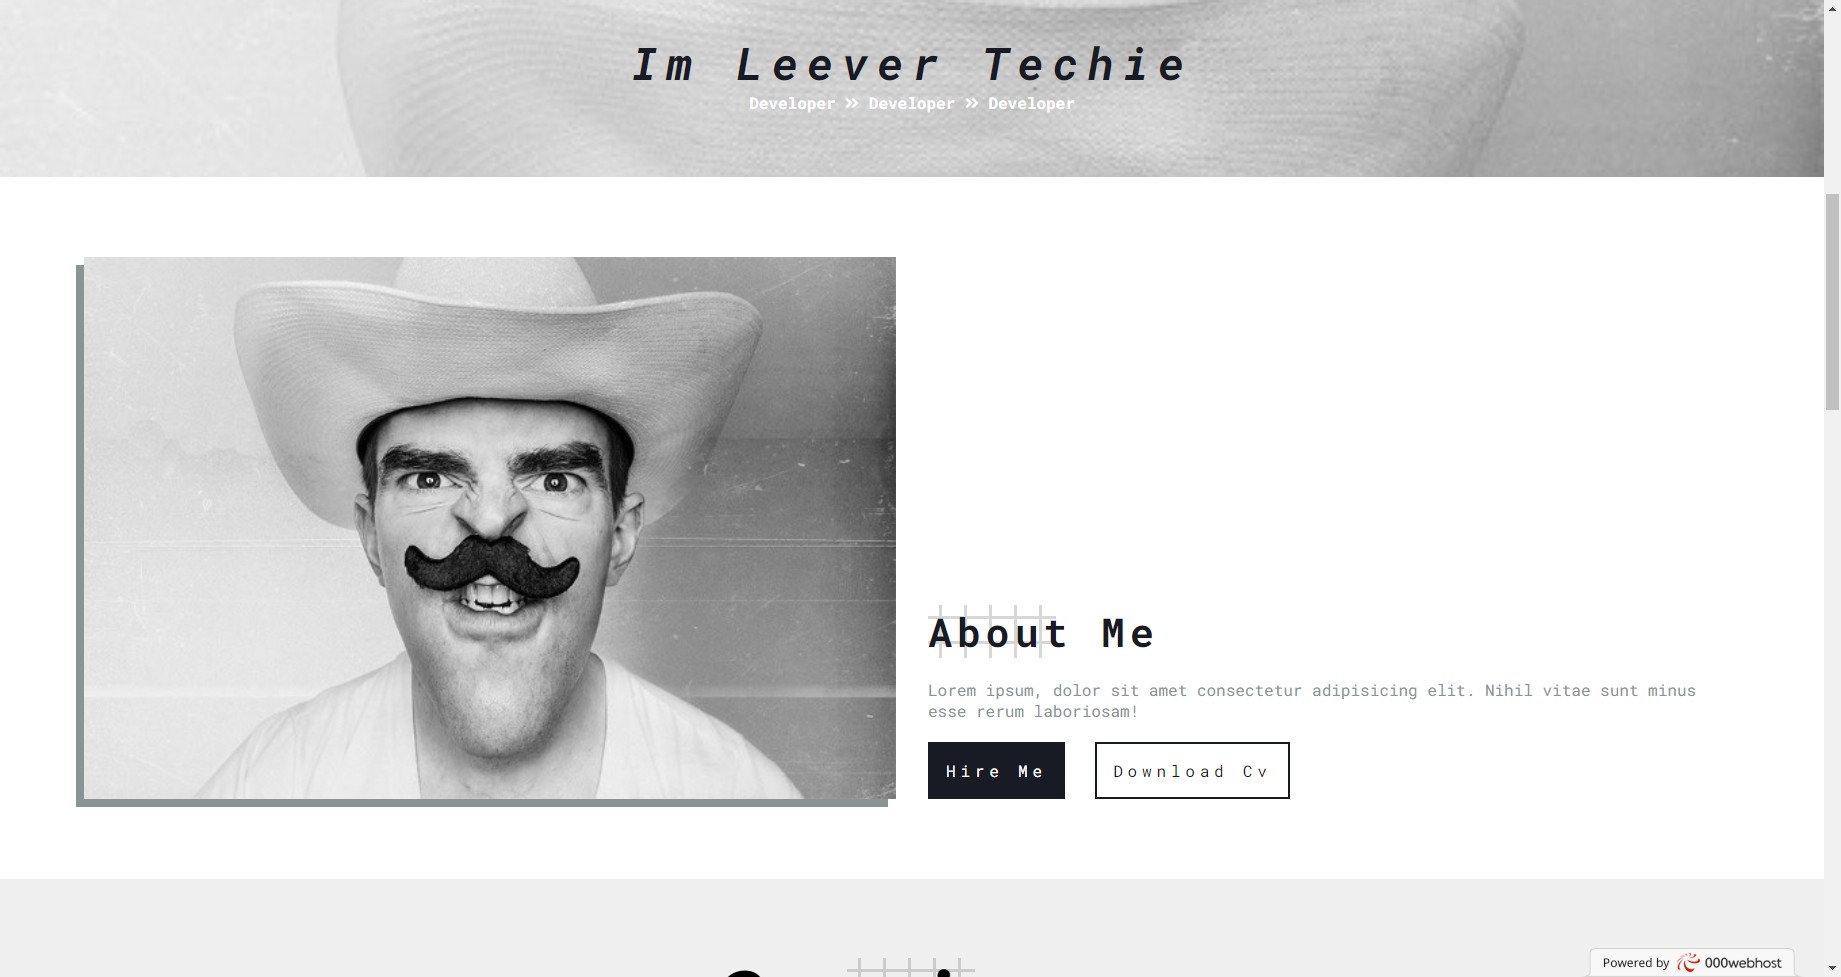 Im Leever Techie
Developer » Developer » Developer
About Me
Lorem ipsum, dolor sit amet consectetur adipisicing elit. Nihil vitae sunt minus
esse rerum laboriosam!
Hire Me
Download Cv
Powered by 000webhost